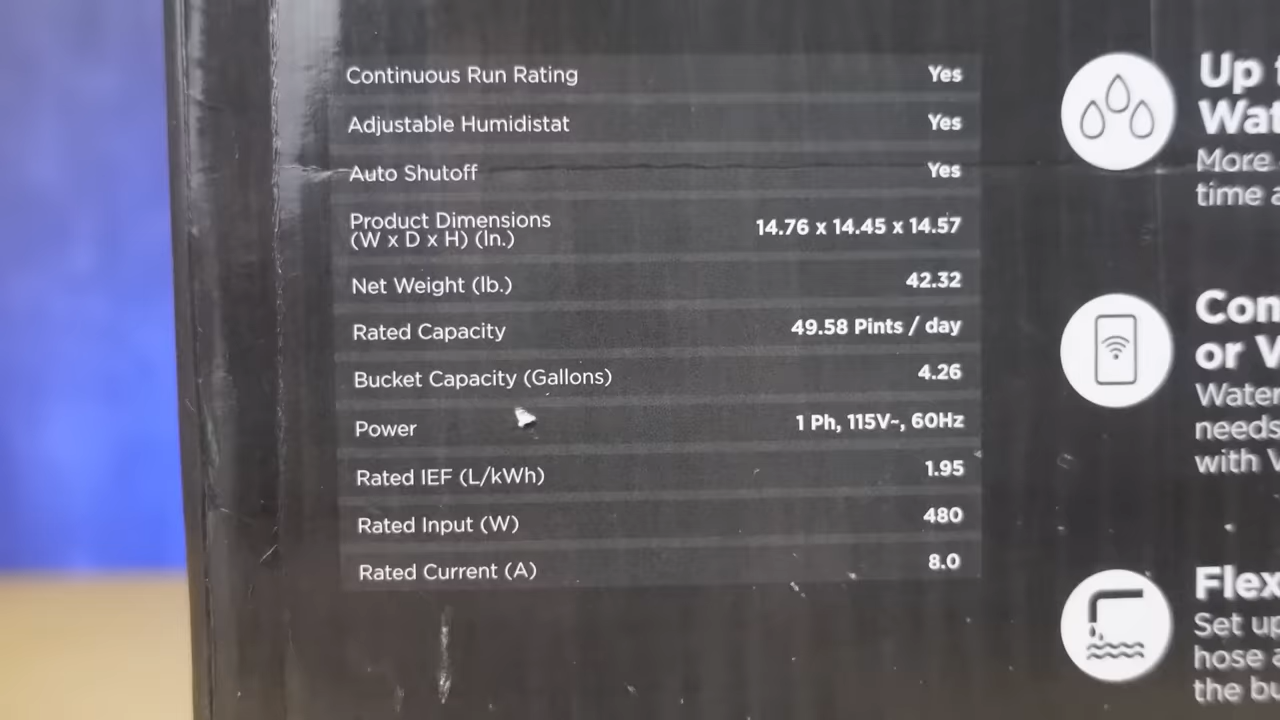 Continuous Run Rating Yes
Adjustable Humidistat Yes
Auto Shutoff Yes
Product Dimensions
(W x D x H) (In.) 14.76 x 14.45 x 14.57
Net Weight (lb.) 42.32
Rated Capacity 49.58 Pints / day
Bucket Capacity (Gallons) 4.26
Power 1 Ph, 115V~, 60Hz
Rated IEF (L/kWh) 1.95
Rated Input (W) 480
Rated Current (A) 8.0
Up
More
time
Con
or
Water
needs
with
Flex
Set up
hose
the